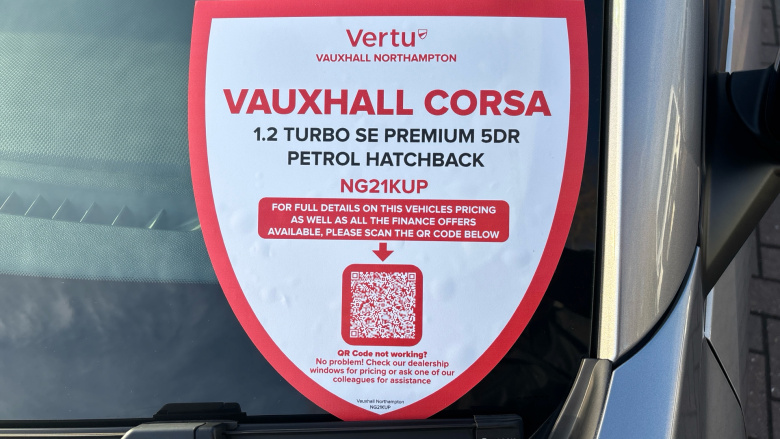 Vertu
VAUXHALL NORTHAMPTON
VAUXHALL CORSA
1.2 TURBO SE PREMIUM 5DR
PETROL HATCHBACK
NG21KUP
FOR FULL DETAILS ON THIS VEHICLES PRICING
AS WELL AS ALL THE FINANCE OFFERS
AVAILABLE, PLEASE SCAN THE QR CODE BELOW
QR Code not working?
No problem! Check our dealership
windows for pricing or ask one of our
colleagues for assistance
Vauxhall Northampton
NG21KUP